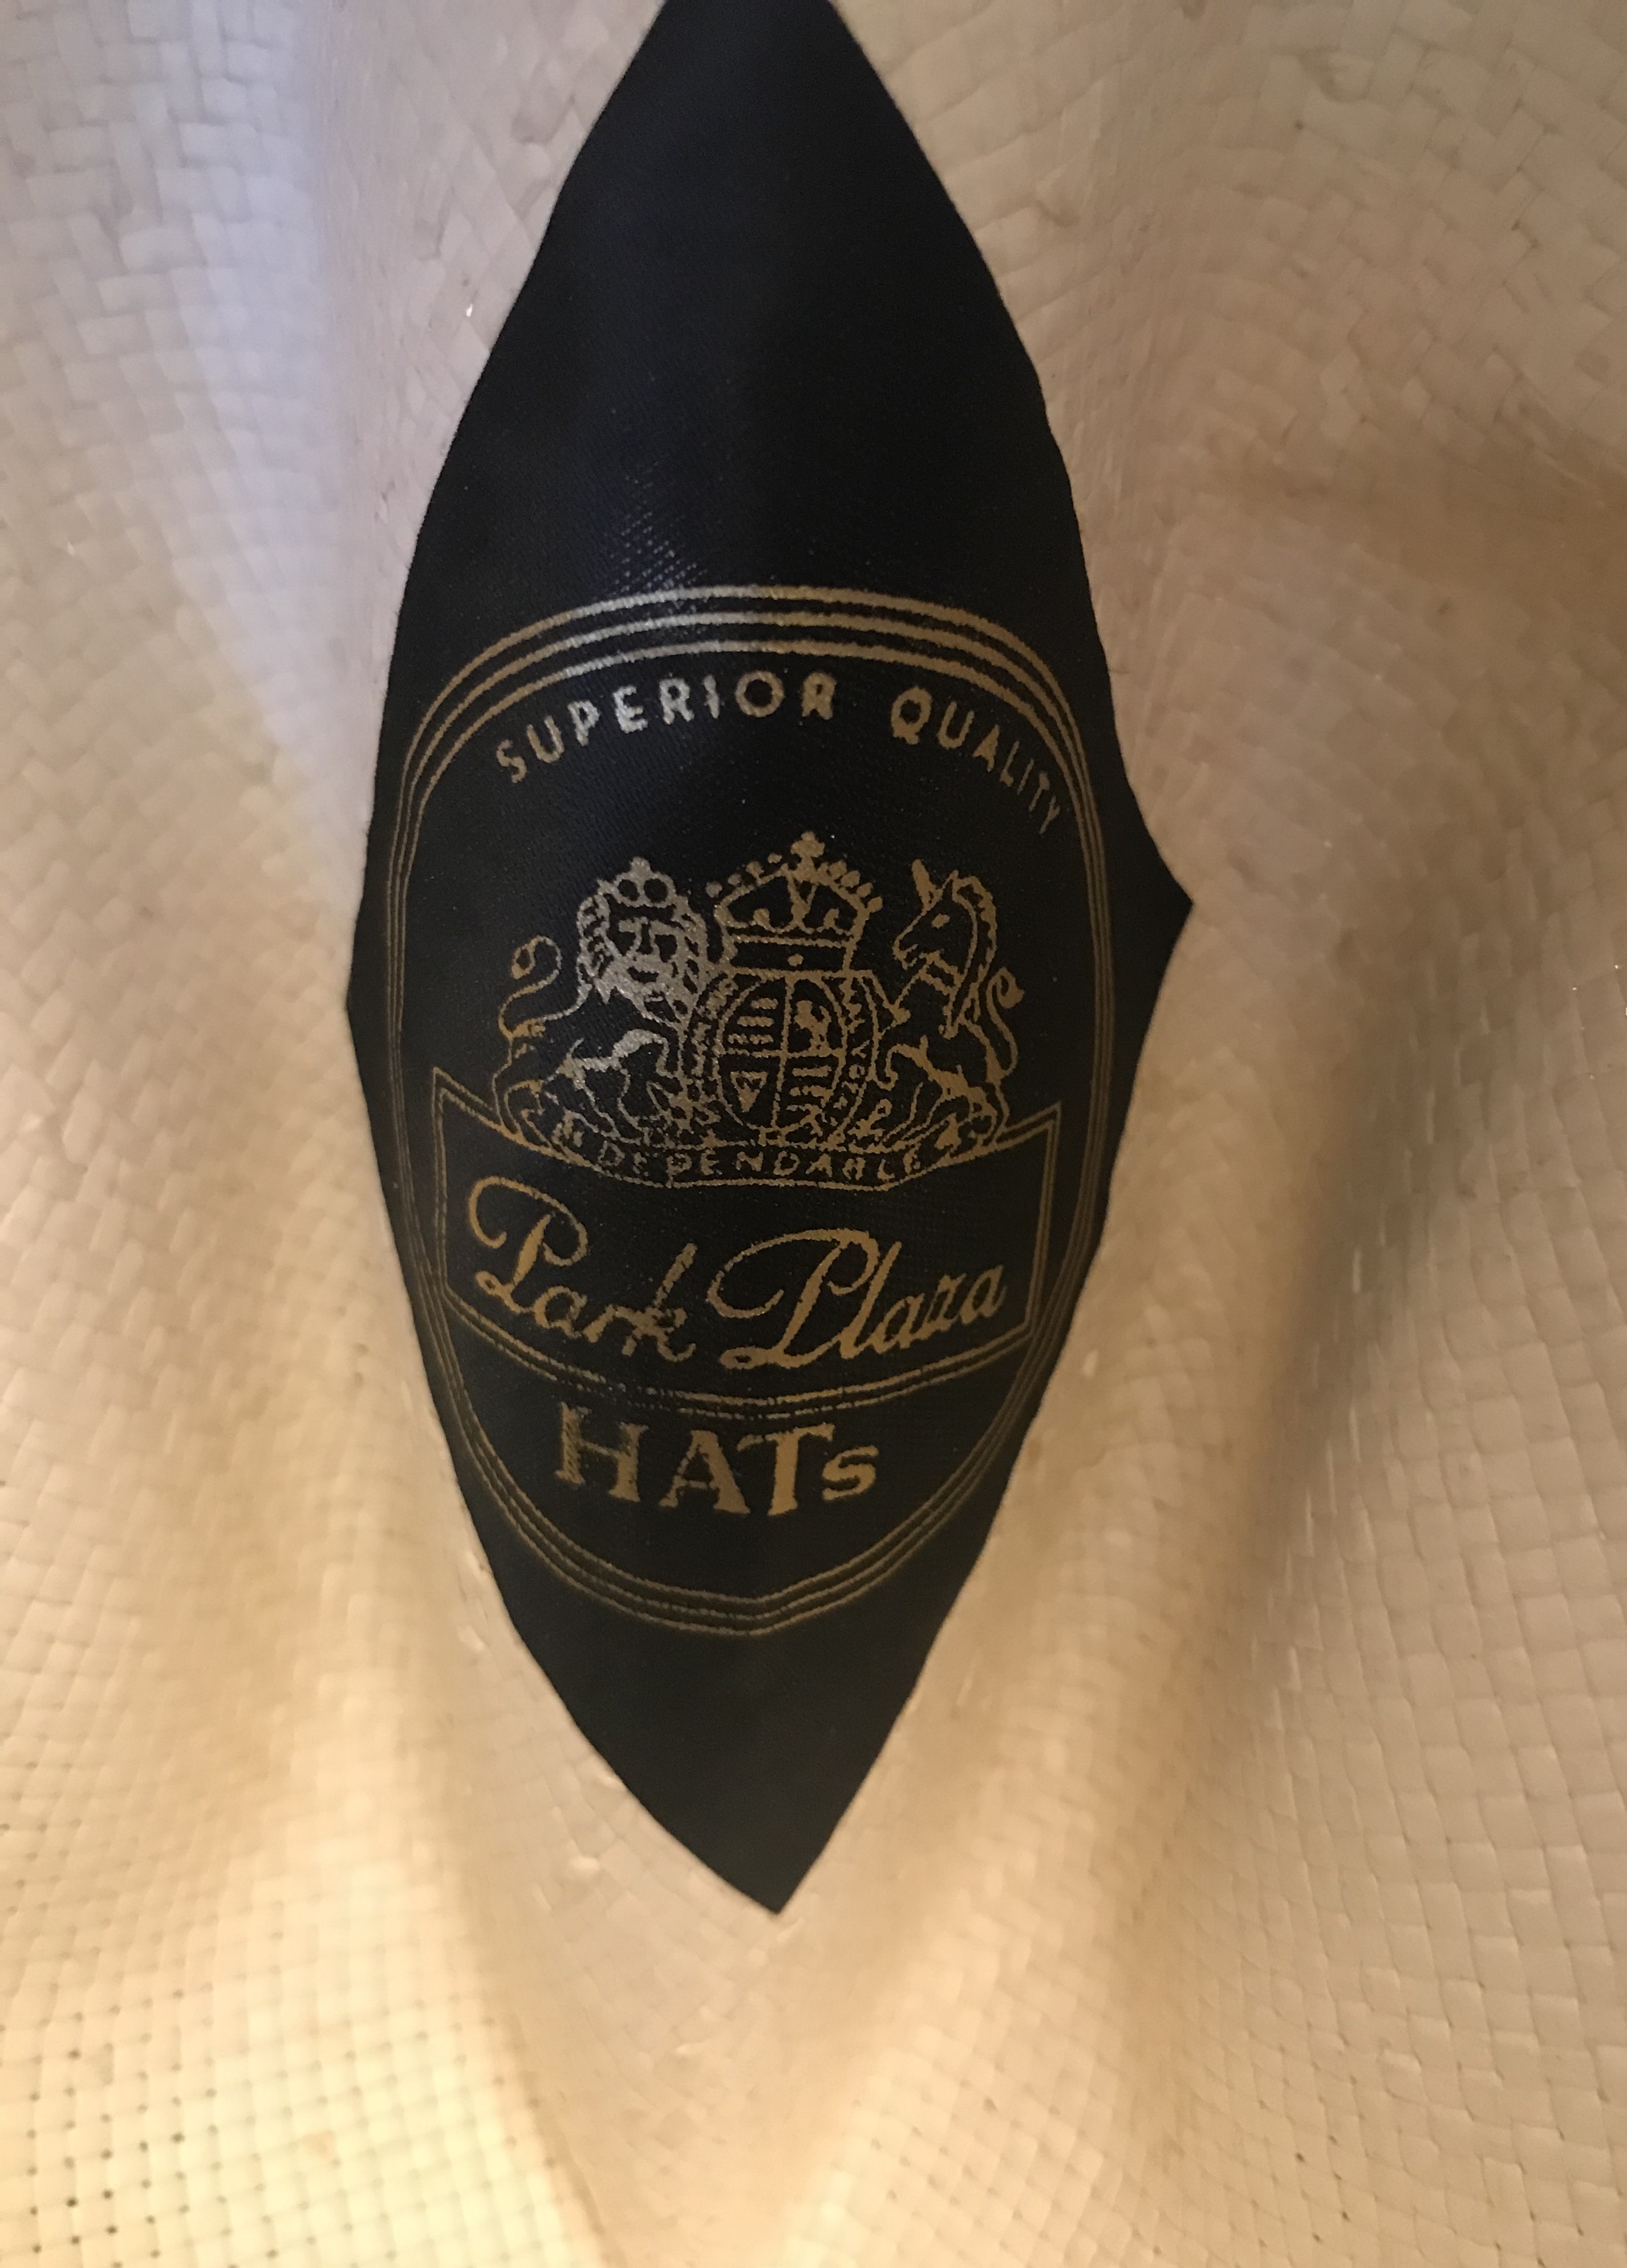 SUPERIOR QUALITY
DEPENDABLE
Park Plaza
HATs